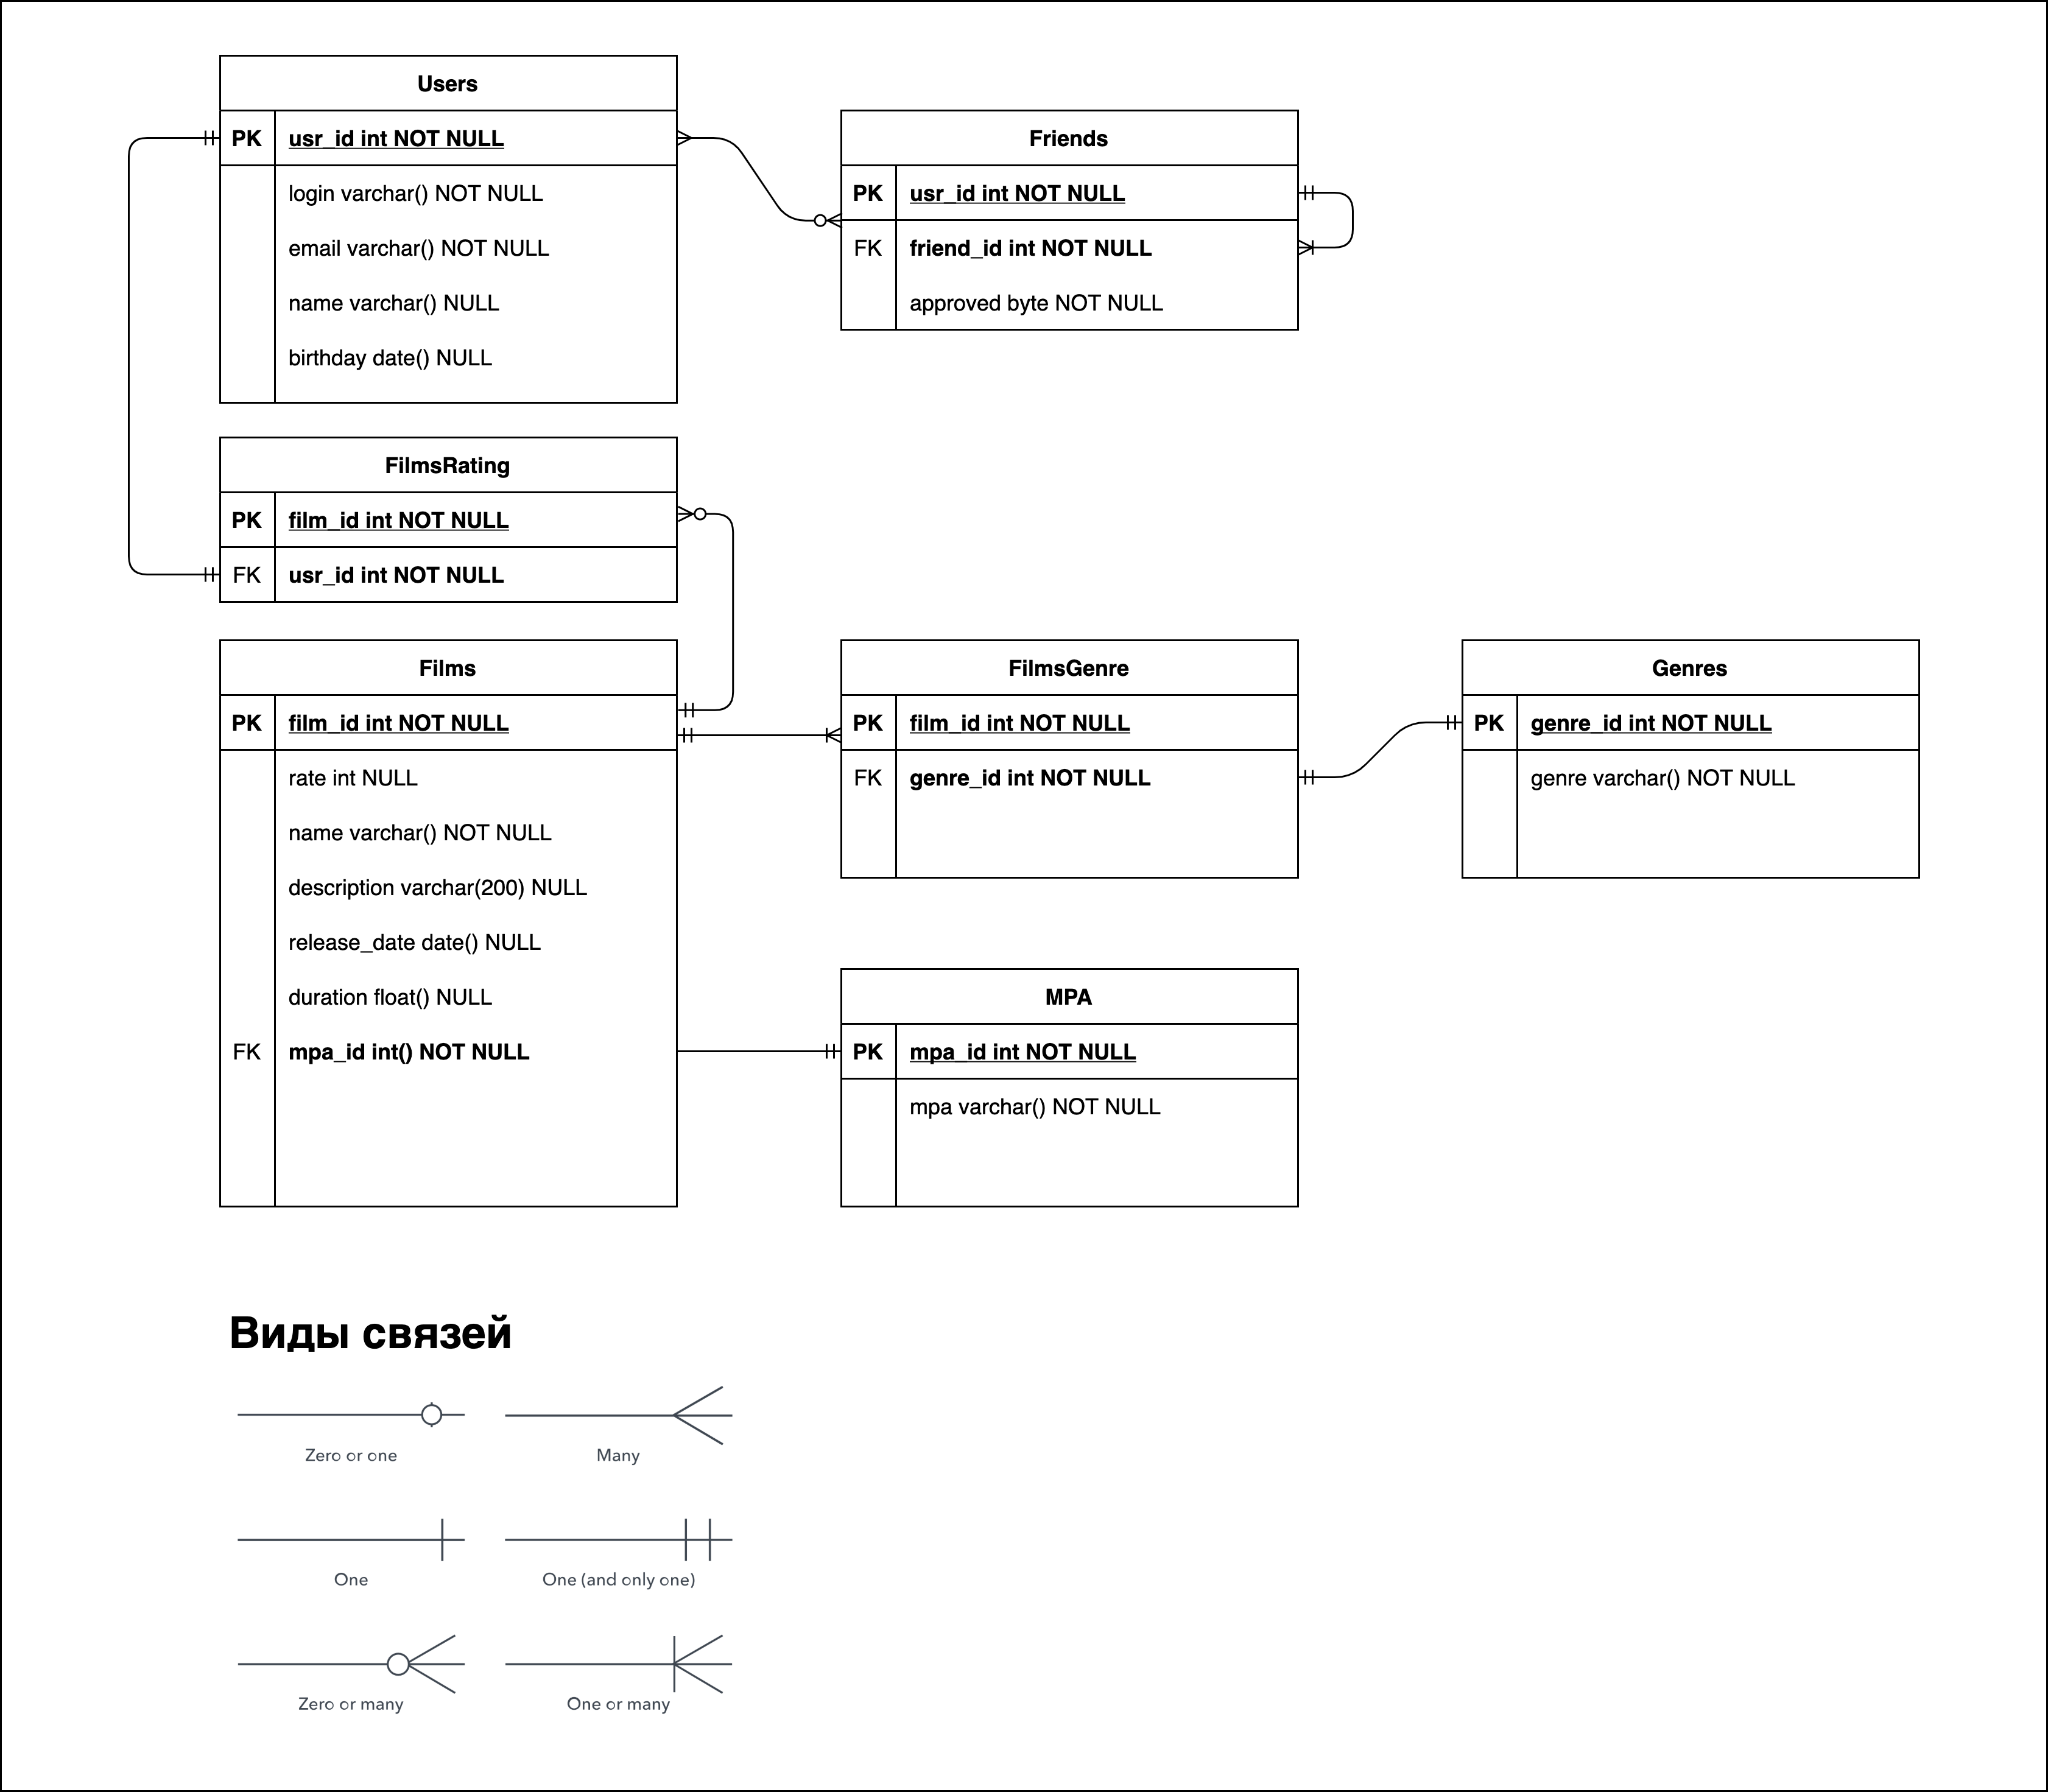 Users
PK usr_id int NOT NULL
login varchar() NOT NULL
email varchar() NOT NULL
name varchar() NULL
birthday date() NULL
Friends
PK usr_id int NOT NULL
FK friend_id int NOT NULL
approved byte NOT NULL
FilmsRating
PK film_id int NOT NULL
FK usr_id int NOT NULL
Films
PK film_id int NOT NULL
rate int NULL
name varchar() NOT NULL
description varchar(200) NULL
release_date date() NULL
duration float() NULL
FK mpa_id int() NOT NULL
FilmsGenre
PK film_id int NOT NULL
FK genre_id int NOT NULL
Genres
PK genre_id int NOT NULL
genre varchar() NOT NULL
MPA
PK mpa_id int NOT NULL
mpa varchar() NOT NULL
Виды связей
Zero or one
Many
One
One (and only one)
Zero or many
One or many